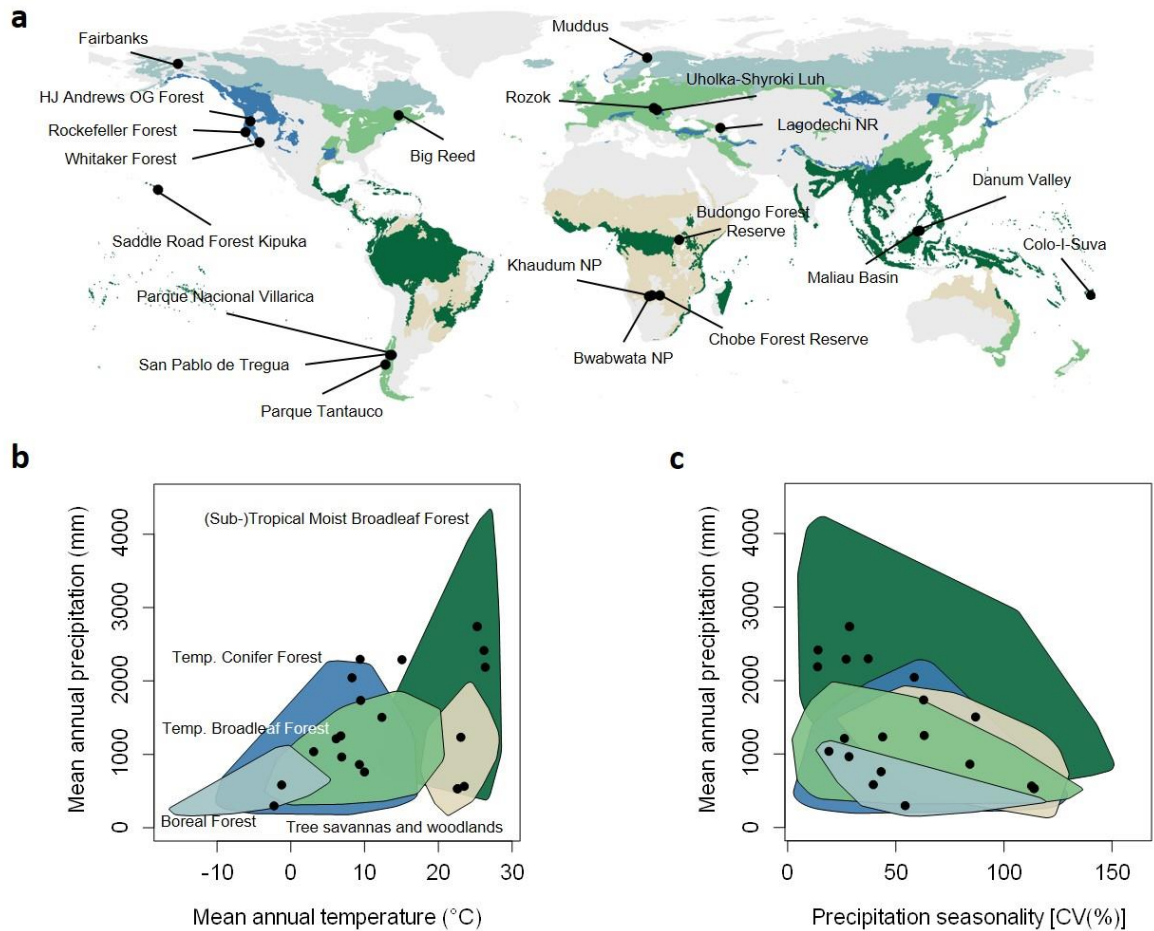 a
Fairbanks
Muddus
HJ Andrews OG Forest
Uholka-Shyroki Luh
Rozok
Rockefeller Forest
Lagodechi NR
Whitaker Forest
Big Reed
Danum Valley
Saddle Road Forest Kipuka
Budongo Forest
Reserve
Colo-I-Suva
Khaudum NP
Maliau Basin
Parque Nacional Villarica
Chobe Forest Reserve
San Pablo de Tregua
Bwabwata NP
Parque Tantauco
b
(Sub-)Tropical Moist Broadleaf Forest
Temp. Conifer Forest
Temp. Broadleaf Forest
Boreal Forest
Tree savannas and woodlands
Mean annual precipitation (mm)
4000
3000
2000
1000
0
-10 0 10 20 30
Mean annual temperature (°C)
c
Mean annual precipitation (mm)
4000
3000
2000
1000
0
0 50 100 150
Precipitation seasonality [CV(%)]